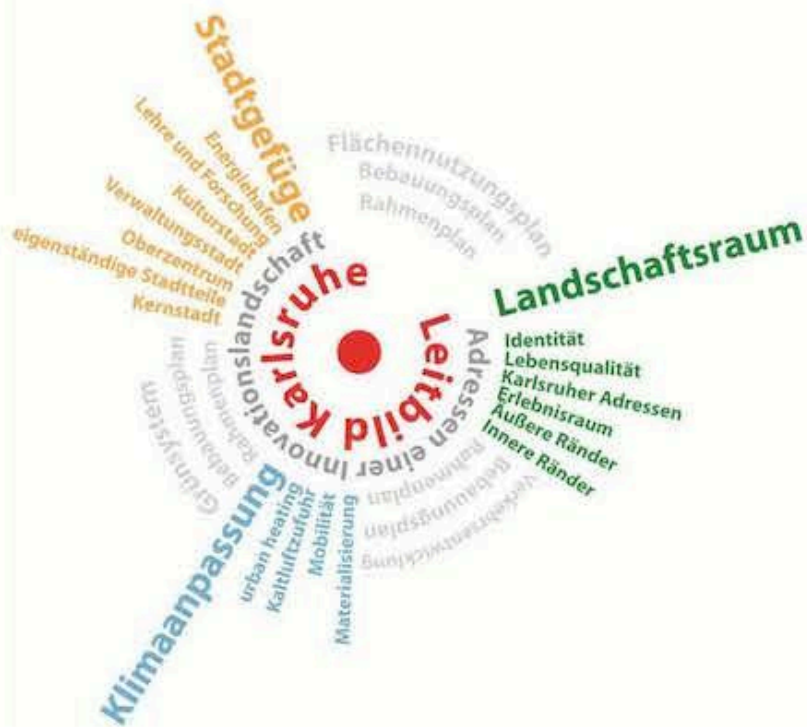 Stadtgefüge
Energiehafen
Lehre und Forschung
Kulturstadt
Verwaltungsstadt
Oberzentrum
eigenständige Stadtteile
Kernstadt
Flächennutzungsplan
Bebauungsplan
Rahmenplan
Landschaftsraum
Identität
Lebensqualität
Karlsruher Adressen
Erlebnisraum
Äußere Ränder
Innere Ränder
Leitbild Karlsruhe
Adressen einer Innovationslandschaft
Rahmenplan
Bebauungsplan
Verkehrsentwicklung
Rahmenplan
Bebauungsplan
Grünsystem
Klimaanpassung
urban heating
Kaltluftzufuhr
Mobilität
Materialisierung